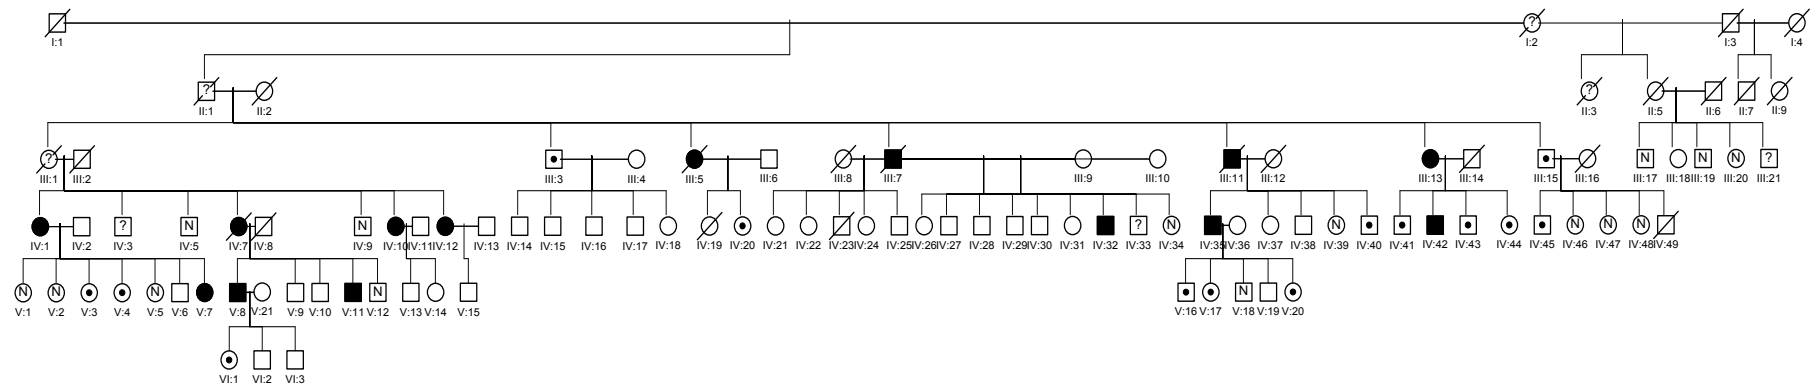 ?
I:1 I:2 I:3 I:4
? ?
II:1 II:2 II:3 II:5 II:6 II:7 II:9
? N N N ?
III:1 III:2 III:3 III:4 III:5 III:6 III:8 III:7 III:9 III:10 III:11 III:12 III:13 III:14 III:15 III:16 III:17 III:18 III:19 III:20 III:21
? N N ? N N N N N
IV:1 IV:2 IV:3 IV:5 IV:7 IV:8 IV:9 IV:10 IV:11 IV:12 IV:13 IV:14 IV:15 IV:16 IV:17 IV:18 IV:19 IV:20 IV:21 IV:22 IV:23 IV:24 IV:25 IV:26 IV:27 IV:28 IV:29 IV:30 IV:31 IV:32 IV:33 IV:34 IV:35 IV:36 IV:37 IV:38 IV:39 IV:40 IV:41 IV:42 IV:43 IV:44 IV:45 IV:46 IV:47 IV:48 IV:49
N N N N N
V:1 V:2 V:3 V:4 V:5 V:6 V:7 V:8 V:21 V:9 V:10 V:11 V:12 V:13 V:14 V:15 V:16 V:17 V:18 V:19 V:20
VI:1 VI:2 VI:3